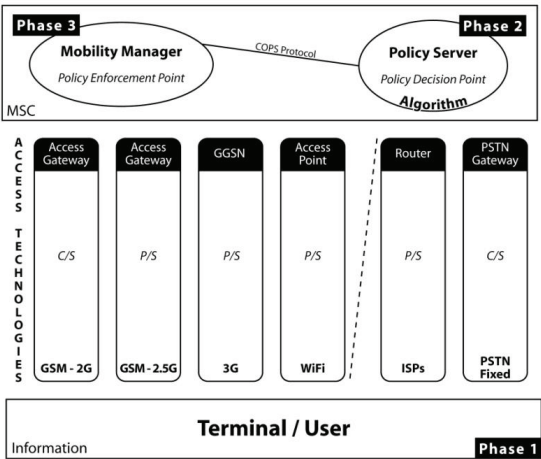 Phase 3
Phase 2
Mobility Manager
COPS Protocol
Policy Server
Policy Enforcement Point
Policy Decision Point
Algorithm
MSC
ACCESS TECHNOLOGIES
Access
Gateway
Access
Gateway
GGSN
Access
Point
Router
PSTN
Gateway
C/S
P/S
P/S
P/S
P/S
C/S
GSM - 2G
GSM - 2.5G
3G
WiFi
ISPs
PSTN
Fixed
Terminal / User
Information
Phase 1